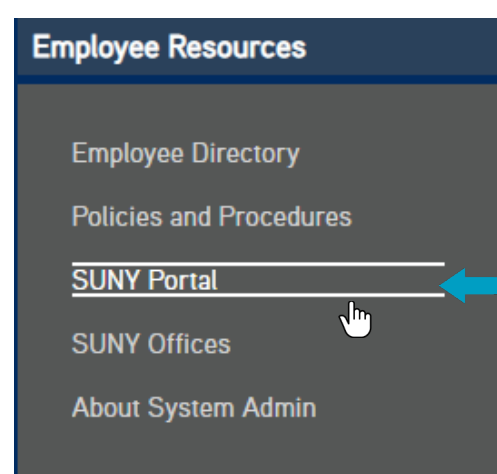 Employee Resources
Employee Directory
Policies and Procedures
SUNY Portal
SUNY Offices
About System Admin